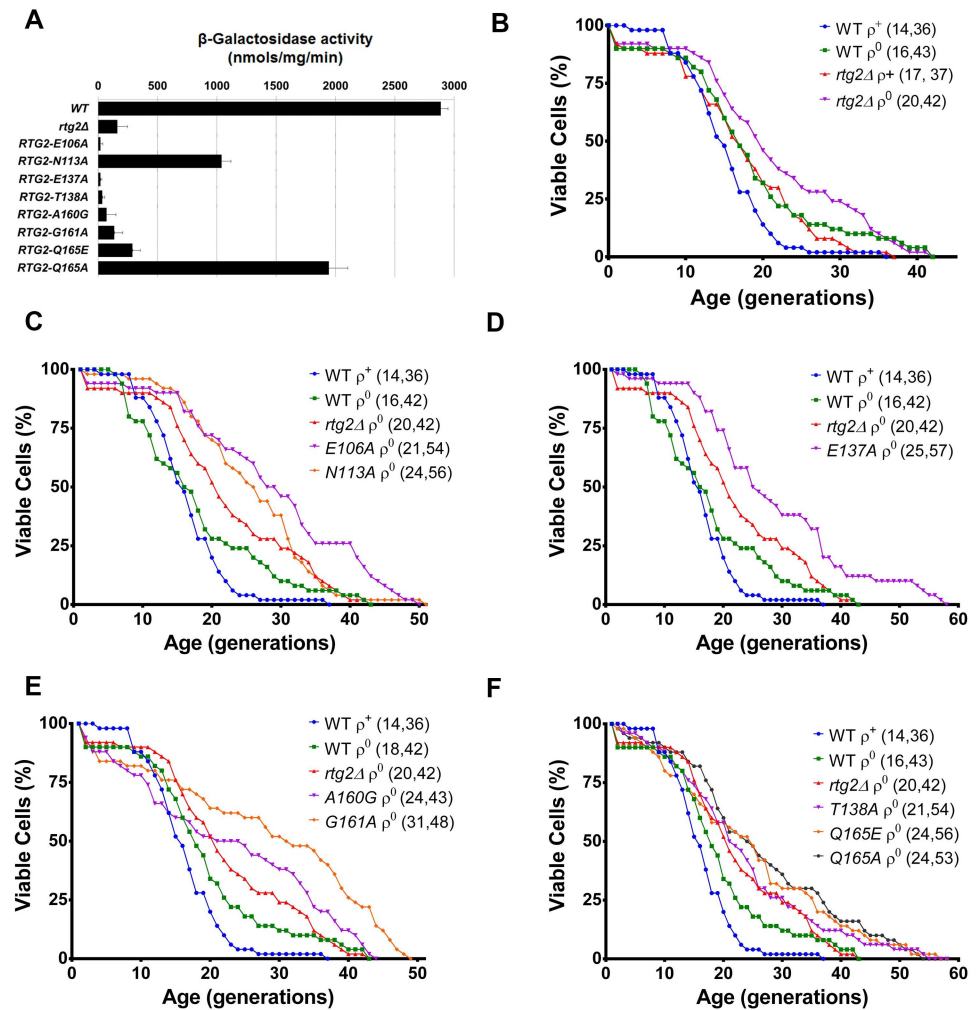 A
β-Galactosidase activity
(nmols/mg/min)
0 500 1000 1500 2000 2500 3000
WT
rtg2Δ
RTG2-E106A
RTG2-N113A
RTG2-E137A
RTG2-T138A
RTG2-A160G
RTG2-G161A
RTG2-Q165E
RTG2-Q165A
B
Viable Cells (%)
100
75
50
25
0
0 10 20 30 40
Age (generations)
WT ρ+ (14,36)
WT ρ0 (16,43)
rtg2Δ ρ+ (17, 37)
rtg2Δ ρ0 (20,42)
C
Viable Cells (%)
100
75
50
25
0
0 10 20 30 40 50
Age (generations)
WT ρ+ (14,36)
WT ρ0 (16,42)
rtg2Δ ρ0 (20,42)
E106A ρ0 (21,54)
N113A ρ0 (24,56)
D
Viable Cells (%)
100
75
50
25
0
0 10 20 30 40 50 60
Age (generations)
WT ρ+ (14,36)
WT ρ0 (16,42)
rtg2Δ ρ0 (20,42)
E137A ρ0 (25,57)
E
Viable Cells (%)
100
75
50
25
0
0 10 20 30 40 50
Age (generations)
WT ρ+ (14,36)
WT ρ0 (18,42)
rtg2Δ ρ0 (20,42)
A160G ρ0 (24,43)
G161A ρ0 (31,48)
F
Viable Cells (%)
100
75
50
25
0
0 10 20 30 40 50 60
Age (generations)
WT ρ+ (14,36)
WT ρ0 (16,43)
rtg2Δ ρ0 (20,42)
T138A ρ0 (21,54)
Q165E ρ0 (24,56)
Q165A ρ0 (24,53)